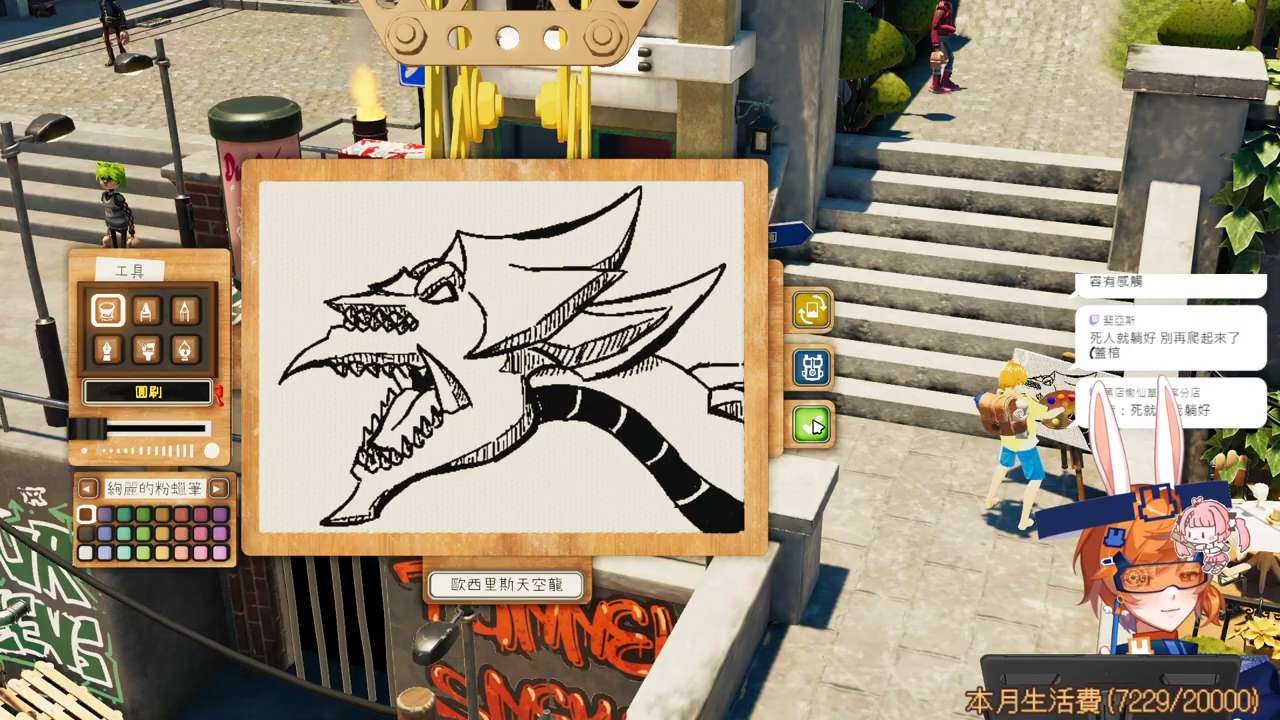 工具
圓刷
絢麗的粉蠟筆
歐西里斯天空龍
容有感觸
斐亞斯
死人就躺好 別再爬起來了
(蓋棺
本月生活費(7229/20000)